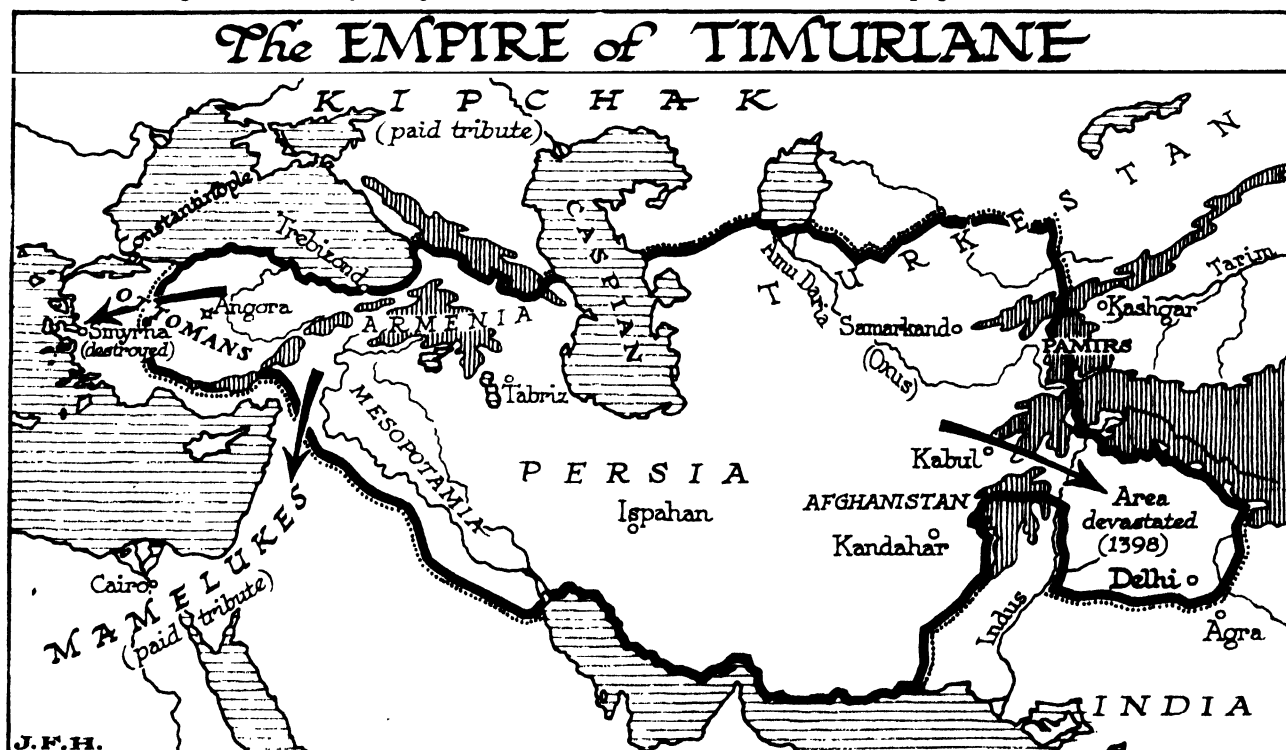 The EMPIRE of TIMURLANE
KIPCHAK
(paid tribute)
TURKESTAN
Constantinople
Trebizond
CASPIAN
Amu Daria
Tarim
OTTOMANS
Angora
ARMENIA
Smyrna
(destroyed)
Samarkand
(Oxus)
Kashgar
PAMIRS
Tabriz
MESOPOTAMIA
PERSIA
Ispahan
Kabul
AFGHANISTAN
Kandahar
Area
devastated
(1398)
Delhi
Agra
Indus
Cairo
MAMELUKES
(paid tribute)
INDIA
J.F.H.